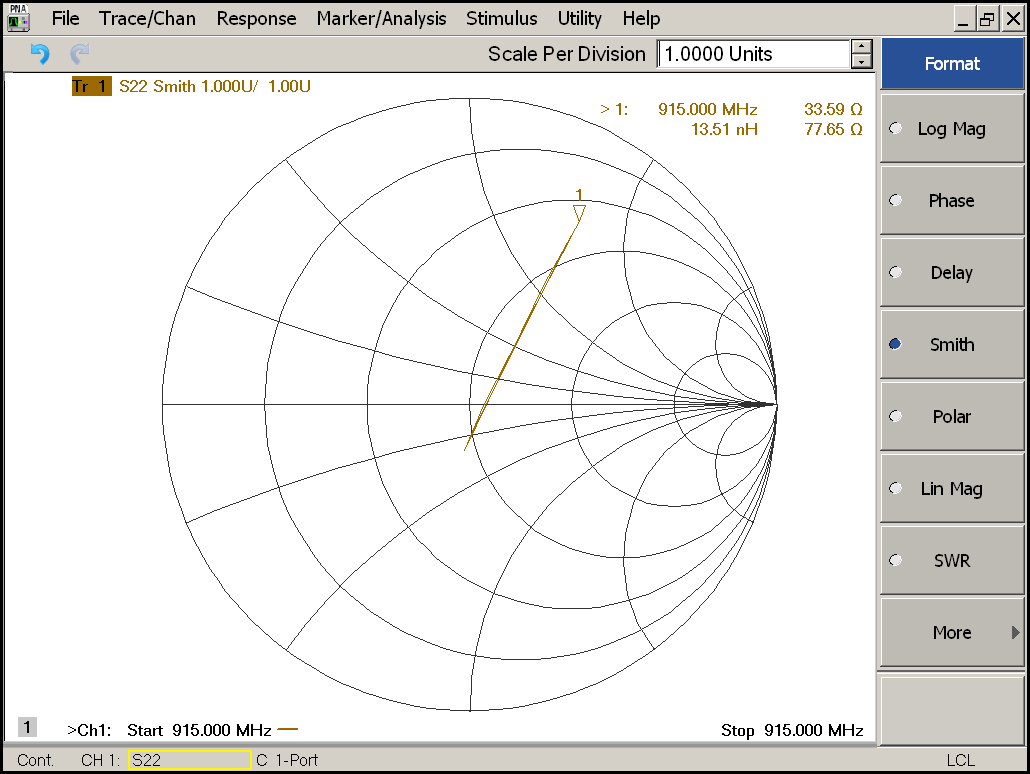 PNA
File Trace/Chan Response Marker/Analysis Stimulus Utility Help
Scale Per Division 1.0000 Units
Format
Tr 1 S22 Smith 1.000U/ 1.00U
> 1: 915.000 MHz 33.59 Ω
13.51 nH 77.65 Ω
1
Log Mag
Phase
Delay
Smith
Polar
Lin Mag
SWR
More
1 >Ch1: Start 915.000 MHz Stop 915.000 MHz
Cont. CH 1: S22 C 1-Port LCL